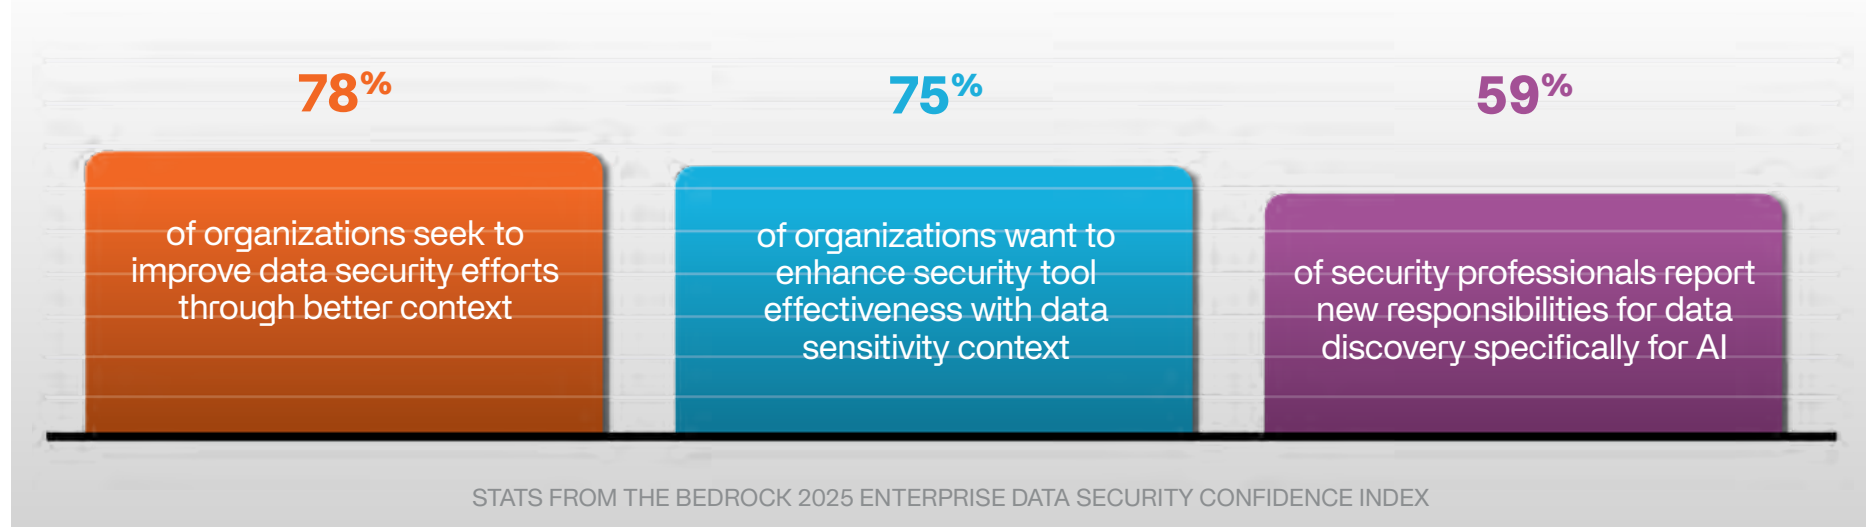 78%
of organizations seek to
improve data security efforts
through better context
75%
of organizations want to
enhance security tool
effectiveness with data
sensitivity context
59%
of security professionals report
new responsibilities for data
discovery specifically for AI
STATS FROM THE BEDROCK 2025 ENTERPRISE DATA SECURITY CONFIDENCE INDEX